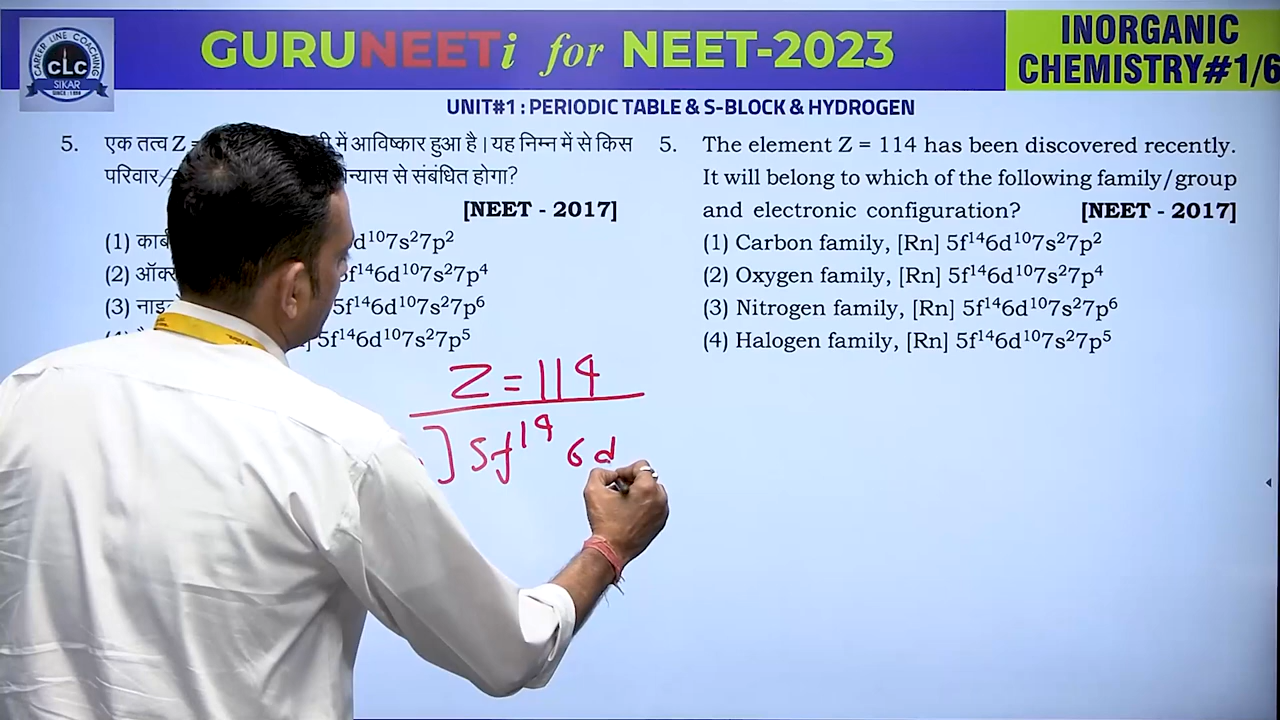 CAREER LINE COACHING
CLC
SIKAR
SINCE : 1996
GURUNEETi for NEET-2023
INORGANIC
CHEMISTRY#1/6
UNIT#1 : PERIODIC TABLE & S-BLOCK & HYDROGEN
5. एक तत्व Z में आविष्कार हुआ है। यह निम्न में से किस
परिवार/ से संबंधित होगा?
[NEET - 2017]
(1) d¹⁰7s²7p²
(2) 5f¹⁴6d¹⁰7s²7p⁴
(3) 5f¹⁴6d¹⁰7s²7p⁶
5f¹⁴6d¹⁰7s²7p⁵
5. The element Z = 114 has been discovered recently.
It will belong to which of the following family/group
and electronic configuration? [NEET - 2017]
(1) Carbon family, [Rn] 5f¹⁴6d¹⁰7s²7p²
(2) Oxygen family, [Rn] 5f¹⁴6d¹⁰7s²7p⁴
(3) Nitrogen family, [Rn] 5f¹⁴6d¹⁰7s²7p⁶
(4) Halogen family, [Rn] 5f¹⁴6d¹⁰7s²7p⁵
Z = 114
] 5f¹⁴ 6d